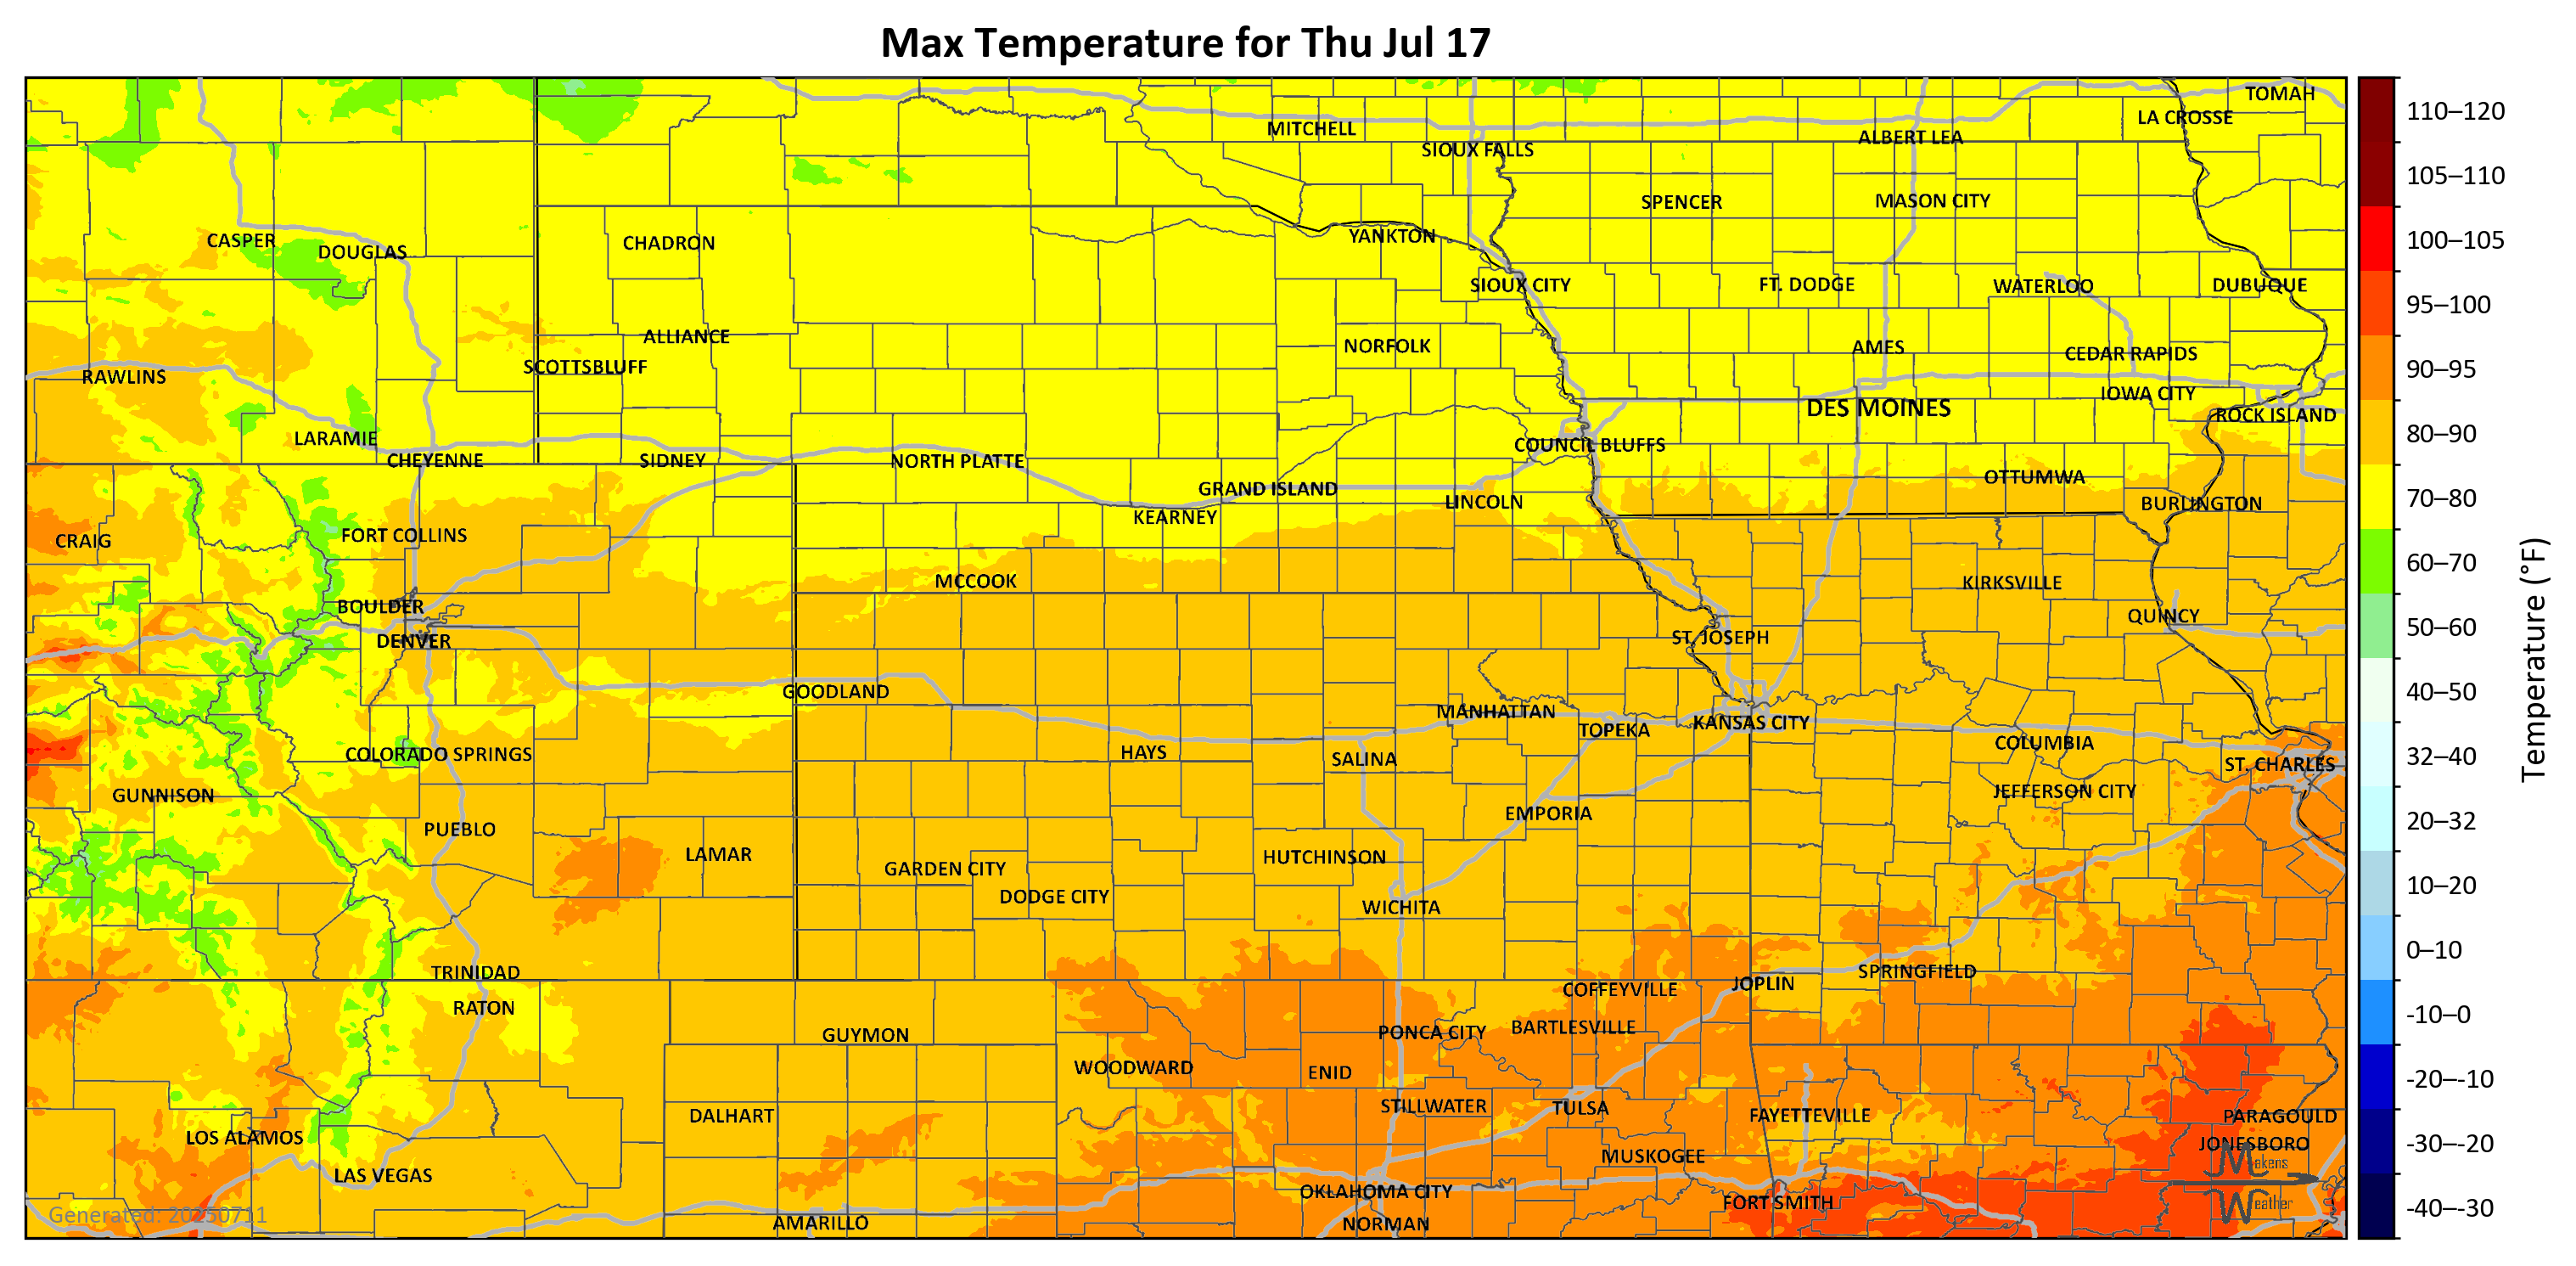 Max Temperature for Thu Jul 17
TOMAH
LA CROSSE
MITCHELL
ALBERT LEA
SIOUX FALLS
SPENCER
MASON CITY
CASPER
DOUGLAS
CHADRON
YANKTON
SIOUX CITY
FT. DODGE
WATERLOO
DUBUQUE
ALLIANCE
NORFOLK
AMES
CEDAR RAPIDS
SCOTTSBLUFF
RAWLINS
IOWA CITY
DES MOINES
ROCK ISLAND
LARAMIE
COUNCIL BLUFFS
CHEYENNE
SIDNEY
NORTH PLATTE
OTTUMWA
GRAND ISLAND
LINCOLN
BURLINGTON
KEARNEY
FORT COLLINS
CRAIG
MCCOOK
KIRKSVILLE
BOULDER
QUINCY
DENVER
ST. JOSEPH
GOODLAND
MANHATTAN
KANSAS CITY
TOPEKA
COLUMBIA
COLORADO SPRINGS
HAYS
SALINA
ST. CHARLES
GUNNISON
JEFFERSON CITY
EMPORIA
PUEBLO
LAMAR
HUTCHINSON
GARDEN CITY
DODGE CITY
WICHITA
TRINIDAD
SPRINGFIELD
JOPLIN
COFFEYVILLE
RATON
BARTLESVILLE
PONCA CITY
GUYMON
WOODWARD
ENID
STILLWATER
TULSA
DALHART
FAYETTEVILLE
PARAGOULD
LOS ALAMOS
JONESBORO
MUSKOGEE
LAS VEGAS
OKLAHOMA CITY
FORT SMITH
AMARILLO
NORMAN
Generated: 20250711
Makens
Weather
110–120
105–110
100–105
95–100
90–95
80–90
70–80
60–70
50–60
40–50
32–40
20–32
10–20
0–10
-10–0
-20–-10
-30–-20
-40–-30
Temperature (°F)